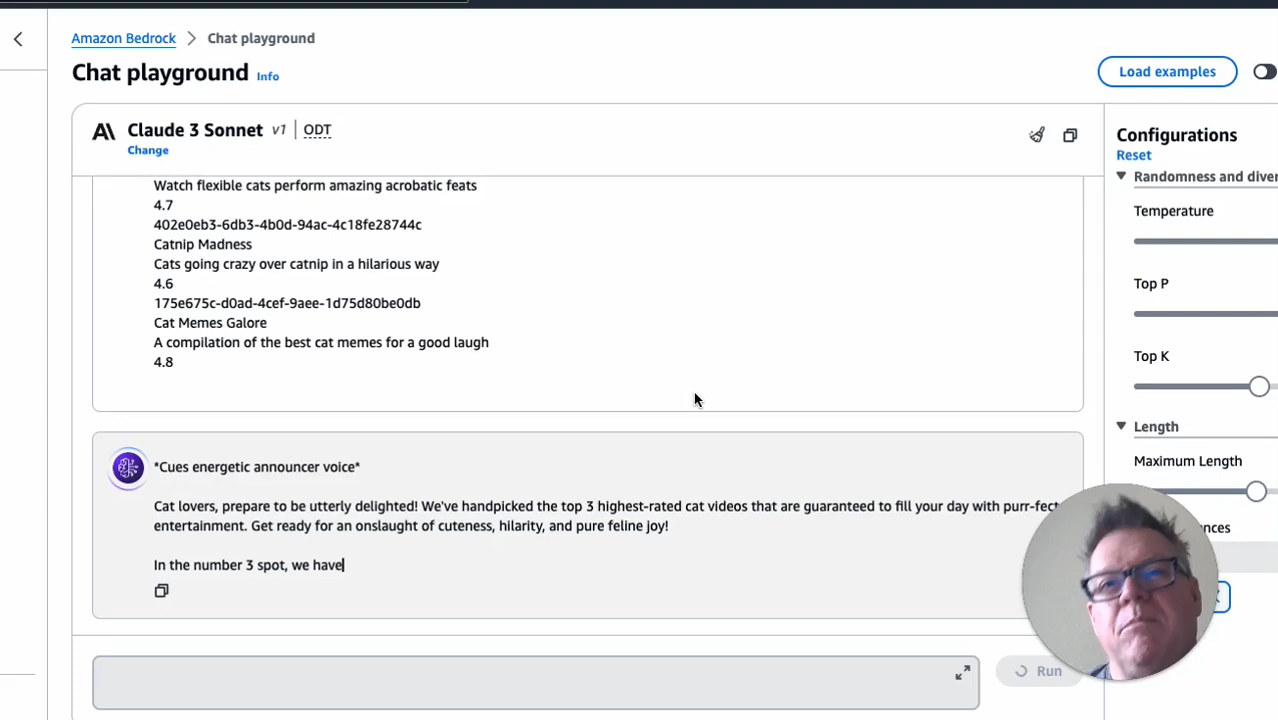 Amazon Bedrock > Chat playground
Chat playground Info
Load examples
Claude 3 Sonnet v1 | ODT
Change
Watch flexible cats perform amazing acrobatic feats
4.7
402e0eb3-6db3-4b0d-94ac-4c18fe28744c
Catnip Madness
Cats going crazy over catnip in a hilarious way
4.6
175e675c-d0ad-4cef-9aee-1d75d80be0db
Cat Memes Galore
A compilation of the best cat memes for a good laugh
4.8
*Cues energetic announcer voice*
Cat lovers, prepare to be utterly delighted! We've handpicked the top 3 highest-rated cat videos that are guaranteed to fill your day with purr-fect
entertainment. Get ready for an onslaught of cuteness, hilarity, and pure feline joy!
In the number 3 spot, we have
Run
Configurations
Reset
Randomness and diver
Temperature
Top P
Top K
Length
Maximum Length